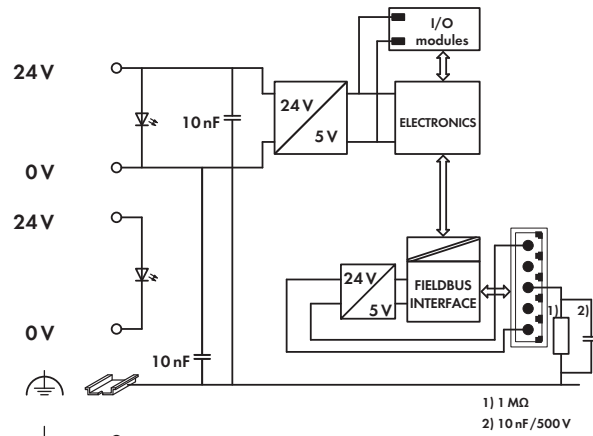 I/O
modules
24 V
10 nF
24 V
5 V
ELECTRONICS
0 V
24 V
24 V
5 V
FIELDBUS
INTERFACE
1)
2)
0 V
10 nF
1) 1 MΩ
2) 10 nF/500 V